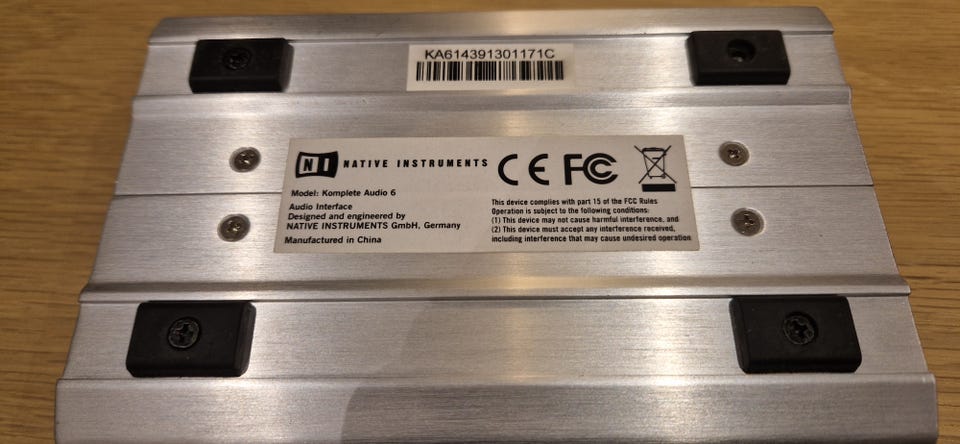 KA614391301171C
NI NATIVE INSTRUMENTS
CE FC
Model: Komplete Audio 6
Audio Interface
Designed and engineered by
NATIVE INSTRUMENTS GmbH, Germany
Manufactured in China
This device complies with part 15 of the FCC Rules
Operation is subject to the following conditions:
(1) This device may not cause harmful interference, and
(2) This device must accept any interference received,
including interference that may cause undesired operation